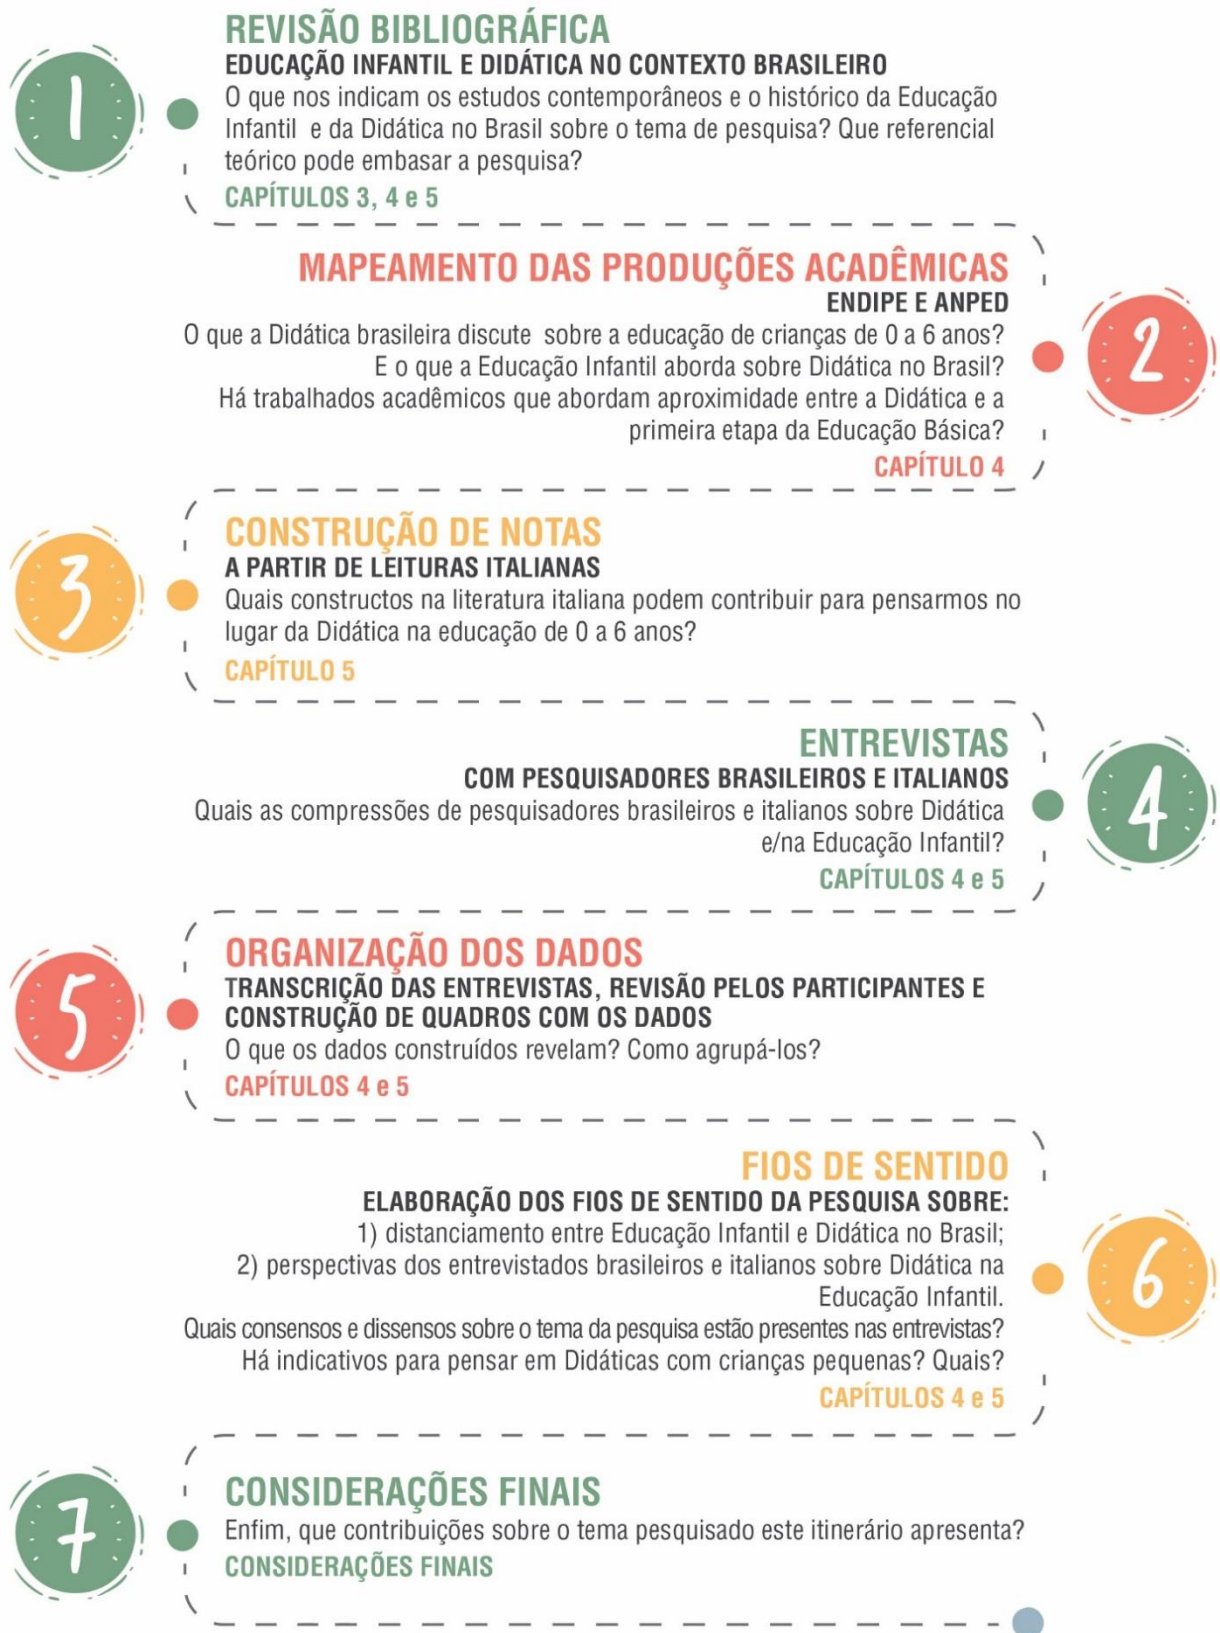 1
REVISÃO BIBLIOGRÁFICA
EDUCAÇÃO INFANTIL E DIDÁTICA NO CONTEXTO BRASILEIRO
O que nos indicam os estudos contemporâneos e o histórico da Educação
Infantil e da Didática no Brasil sobre o tema de pesquisa? Que referencial
teórico pode embasar a pesquisa?
CAPÍTULOS 3, 4 e 5
2
MAPEAMENTO DAS PRODUÇÕES ACADÊMICAS
ENDIPE E ANPED
O que a Didática brasileira discute sobre a educação de crianças de 0 a 6 anos?
E o que a Educação Infantil aborda sobre Didática no Brasil?
Há trabalhados acadêmicos que abordam aproximidade entre a Didática e a
primeira etapa da Educação Básica?
CAPÍTULO 4
3
CONSTRUÇÃO DE NOTAS
A PARTIR DE LEITURAS ITALIANAS
Quais constructos na literatura italiana podem contribuir para pensarmos no
lugar da Didática na educação de 0 a 6 anos?
CAPÍTULO 5
4
ENTREVISTAS
COM PESQUISADORES BRASILEIROS E ITALIANOS
Quais as compressões de pesquisadores brasileiros e italianos sobre Didática
e/na Educação Infantil?
CAPÍTULOS 4 e 5
5
ORGANIZAÇÃO DOS DADOS
TRANSCRIÇÃO DAS ENTREVISTAS, REVISÃO PELOS PARTICIPANTES E
CONSTRUÇÃO DE QUADROS COM OS DADOS
O que os dados construídos revelam? Como agrupá-los?
CAPÍTULOS 4 e 5
6
FIOS DE SENTIDO
ELABORAÇÃO DOS FIOS DE SENTIDO DA PESQUISA SOBRE:
1) distanciamento entre Educação Infantil e Didática no Brasil;
2) perspectivas dos entrevistados brasileiros e italianos sobre Didática na
Educação Infantil.
Quais consensos e dissensos sobre o tema da pesquisa estão presentes nas entrevistas?
Há indicativos para pensar em Didáticas com crianças pequenas? Quais?
CAPÍTULOS 4 e 5
7
CONSIDERAÇÕES FINAIS
Enfim, que contribuições sobre o tema pesquisado este itinerário apresenta?
CONSIDERAÇÕES FINAIS